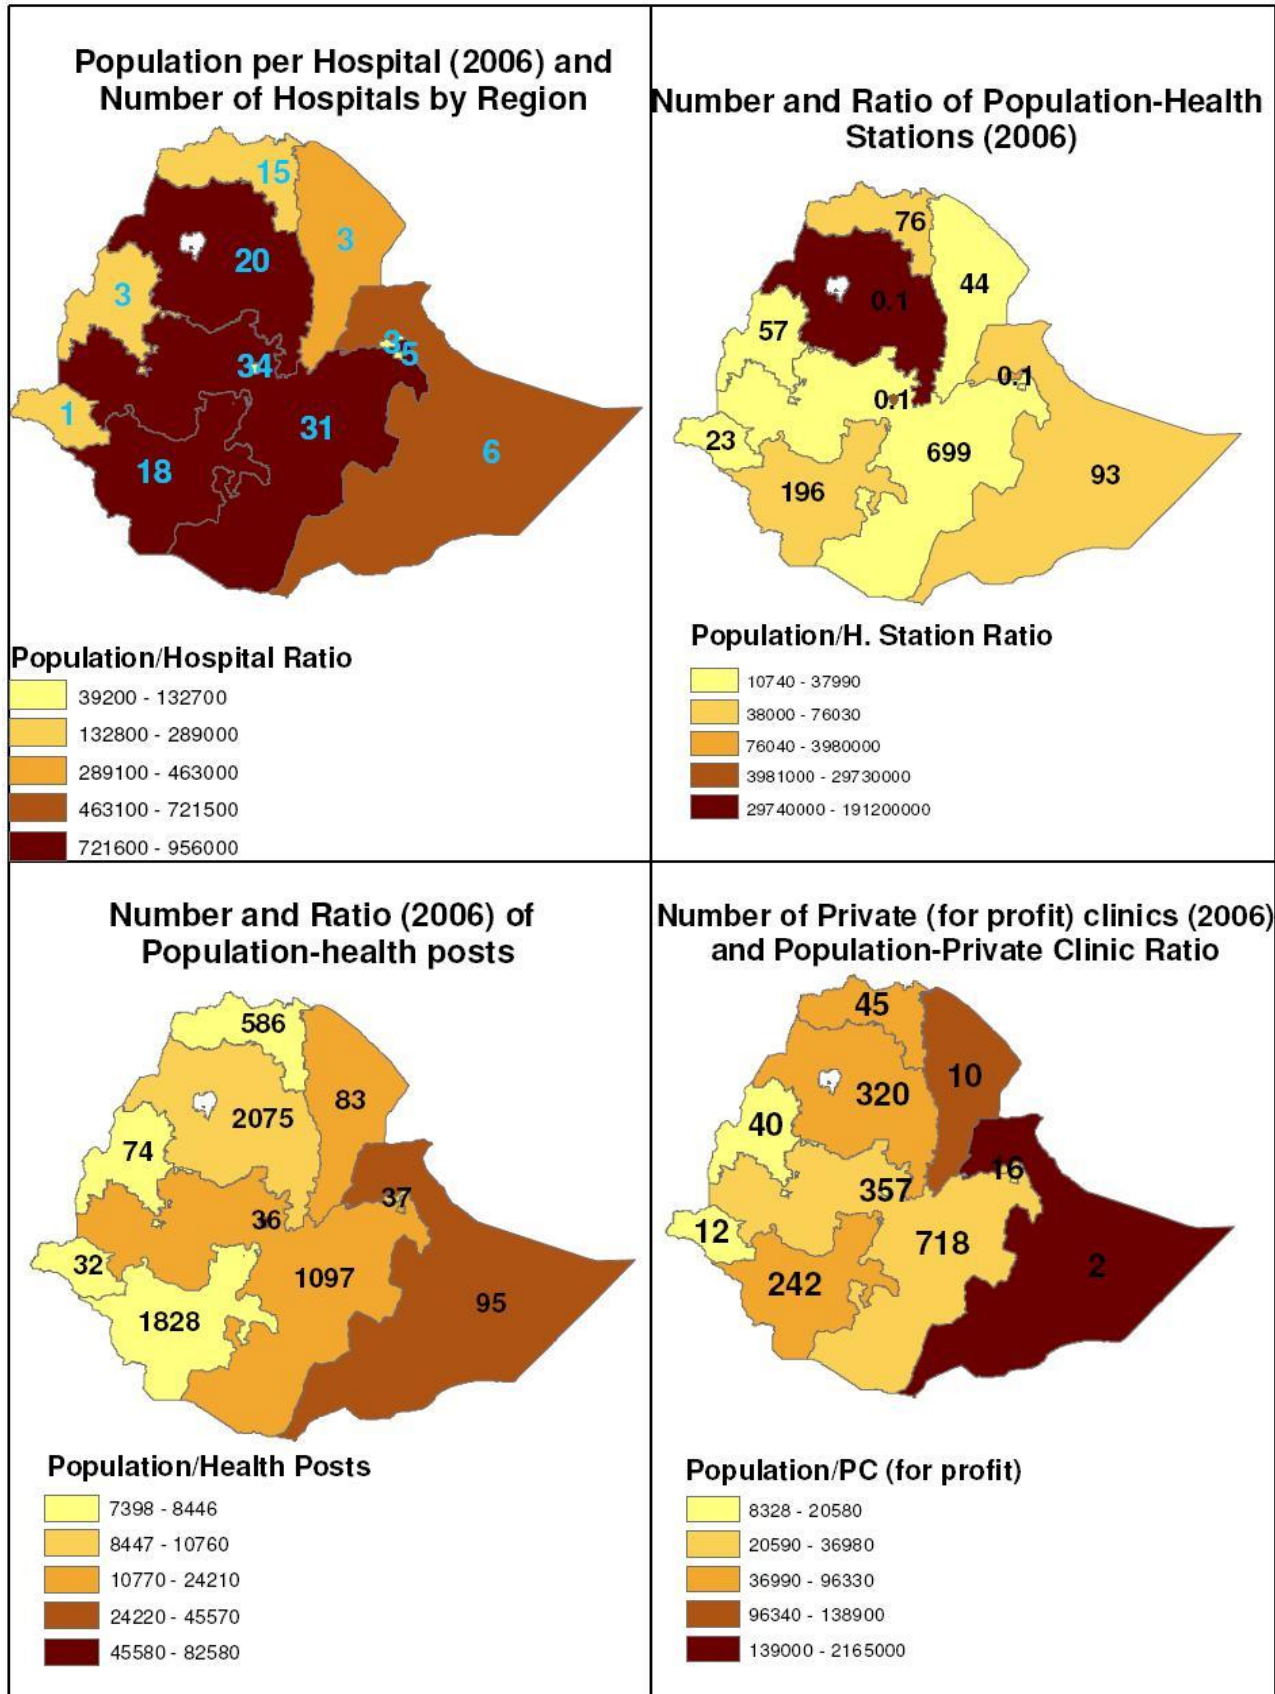 Population per Hospital (2006) and
Number of Hospitals by Region
15
3
20
3
3
5
34
1
31
6
18
Population/Hospital Ratio
39200 - 132700
132800 - 289000
289100 - 463000
463100 - 721500
721600 - 956000
Number and Ratio of Population-Health
Stations (2006)
76
44
0.1
57
0.1
0.1
23
699
93
196
Population/H. Station Ratio
10740 - 37990
38000 - 76030
76040 - 3980000
3981000 - 29730000
29740000 - 191200000
Number and Ratio (2006) of
Population-health posts
586
83
2075
74
37
36
32
1097
95
1828
Population/Health Posts
7398 - 8446
8447 - 10760
10770 - 24210
24220 - 45570
45580 - 82580
Number of Private (for profit) clinics (2006)
and Population-Private Clinic Ratio
45
10
320
40
16
357
12
718
2
242
Population/PC (for profit)
8328 - 20580
20590 - 36980
36990 - 96330
96340 - 138900
139000 - 2165000